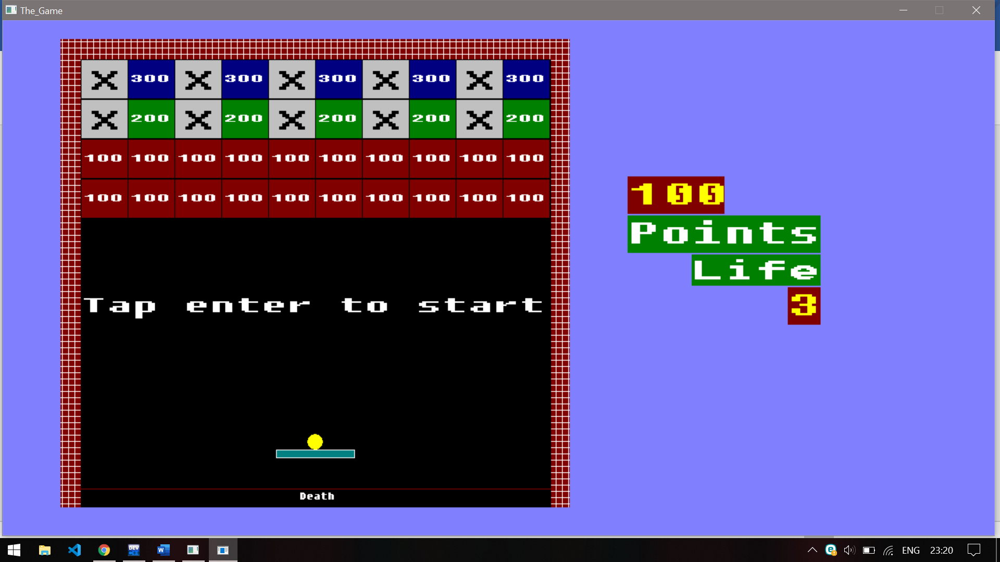 The_Game
X 300 X 300 X 300 X 300 X 300
X 200 X 200 X 200 X 200 X 200
100 100 100 100 100 100 100 100 100 100
100 100 100 100 100 100 100 100 100 100
Tap enter to start
Death
100
Points
Life
3
DEV
ENG
23:20